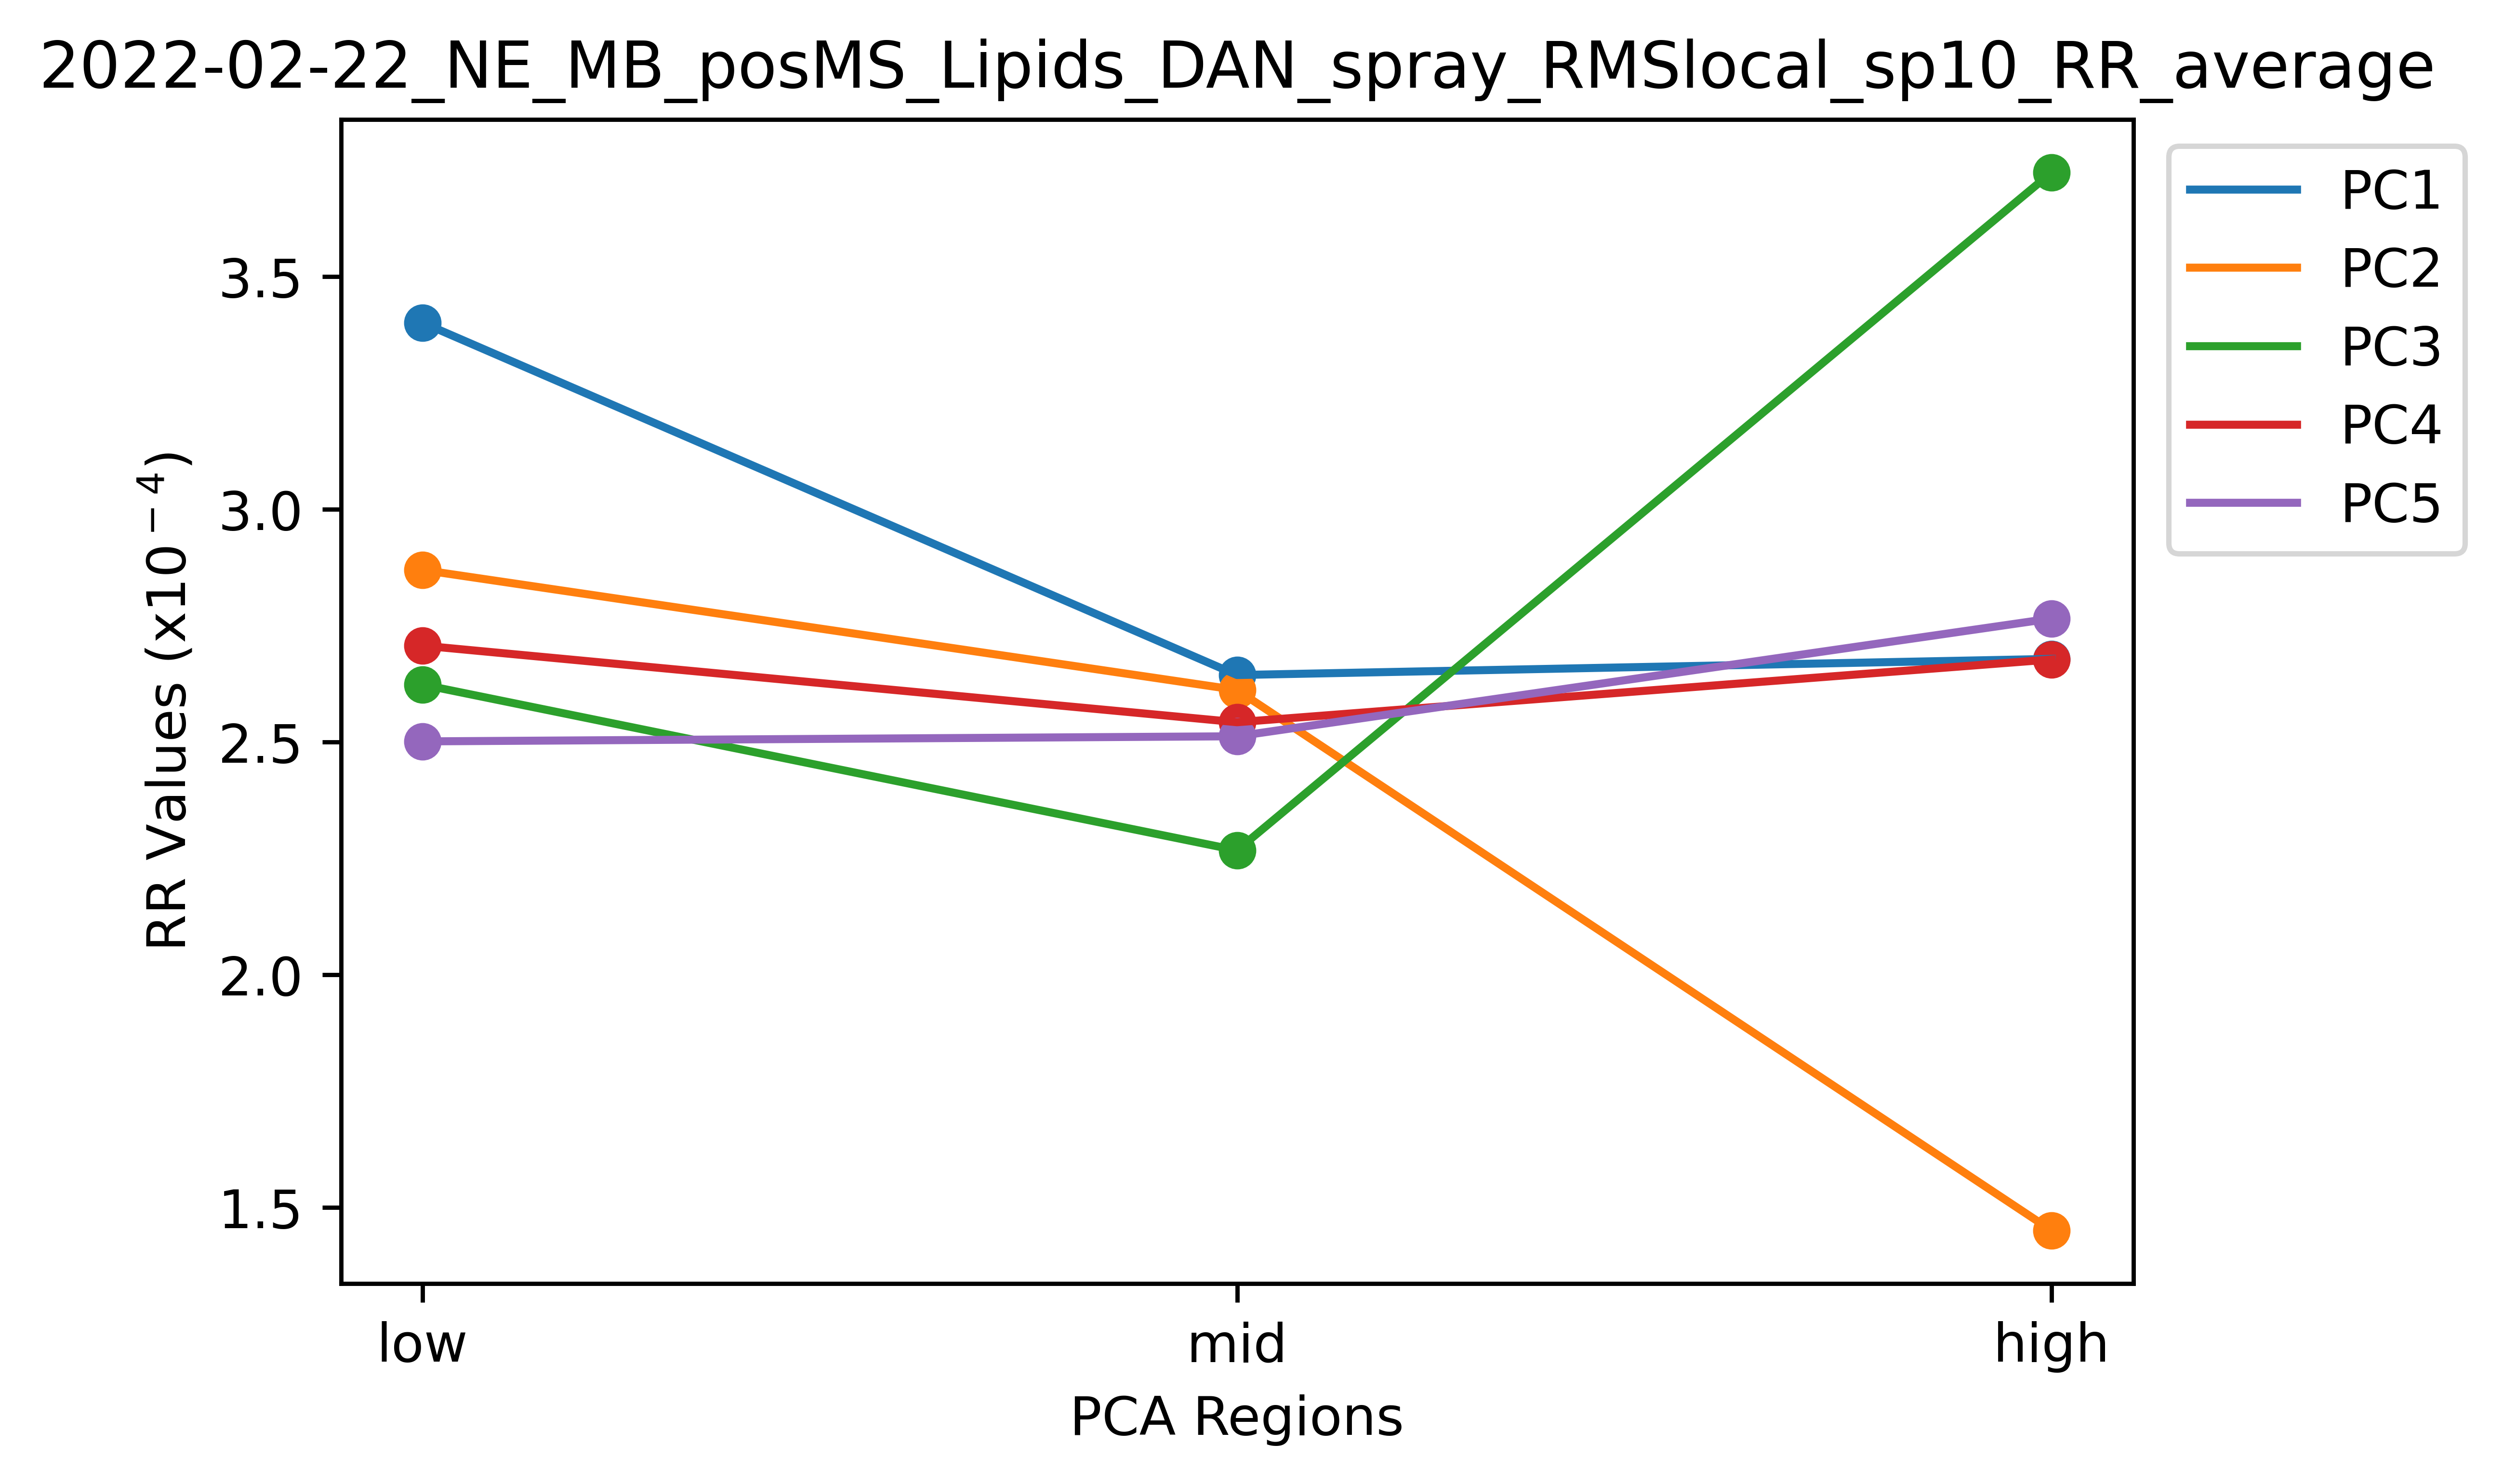 2022-02-22_NE_MB_posMS_Lipids_DAN_spray_RMSlocal_sp10_RR_average
PC1
PC2
PC3
PC4
PC5
RR Values (x10⁻⁴)
3.5
3.0
2.5
2.0
1.5
low mid high
PCA Regions